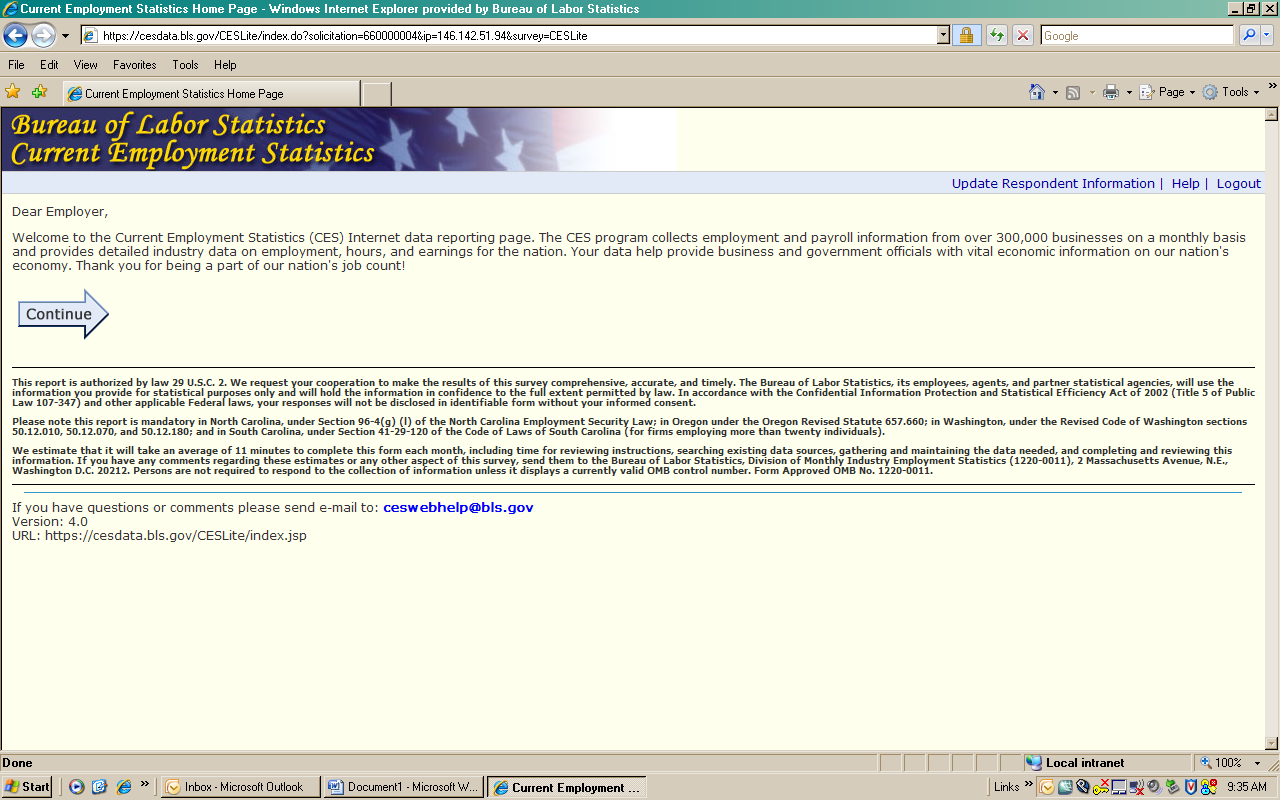 Current Employment Statistics Home Page - Windows Internet Explorer provided by Bureau of Labor Statistics
https://cesdata.bls.gov/CESLite/index.do?solicitation=660000004&ip=146.142.51.94&survey=CESLite
Google
File Edit View Favorites Tools Help
Current Employment Statistics Home Page
Page Tools »
Bureau of Labor Statistics
Current Employment Statistics
Update Respondent Information | Help | Logout
Dear Employer,
Welcome to the Current Employment Statistics (CES) Internet data reporting page. The CES program collects employment and payroll information from over 300,000 businesses on a monthly basis
and provides detailed industry data on employment, hours, and earnings for the nation. Your data help provide business and government officials with vital economic information on our nation's
economy. Thank you for being a part of our nation's job count!
Continue
This report is authorized by law 29 U.S.C. 2. We request your cooperation to make the results of this survey comprehensive, accurate, and timely. The Bureau of Labor Statistics, its employees, agents, and partner statistical agencies, will use the
information you provide for statistical purposes only and will hold the information in confidence to the full extent permitted by law. In accordance with the Confidential Information Protection and Statistical Efficiency Act of 2002 (Title 5 of Public
Law 107-347) and other applicable Federal laws, your responses will not be disclosed in identifiable form without your informed consent.
Please note this report is mandatory in North Carolina, under Section 96-4(g) (l) of the North Carolina Employment Security Law; in Oregon under the Oregon Revised Statute 657.660; in Washington, under the Revised Code of Washington sections
50.12.010, 50.12.070, and 50.12.180; and in South Carolina, under Section 41-29-120 of the Code of Laws of South Carolina (for firms employing more than twenty individuals).
We estimate that it will take an average of 11 minutes to complete this form each month, including time for reviewing instructions, searching existing data sources, gathering and maintaining the data needed, and completing and reviewing this
information. If you have any comments regarding these estimates or any other aspect of this survey, send them to the Bureau of Labor Statistics, Division of Monthly Industry Employment Statistics (1220-0011), 2 Massachusetts Avenue, N.E.,
Washington D.C. 20212. Persons are not required to respond to the collection of information unless it displays a currently valid OMB control number. Form Approved OMB No. 1220-0011.
If you have questions or comments please send e-mail to: ceswebhelp@bls.gov
Version: 4.0
URL: https://cesdata.bls.gov/CESLite/index.jsp
Done Local intranet 100%
Start » Inbox - Microsoft Outlook Document1 - Microsoft W... Current Employment ... Links » 9:35 AM